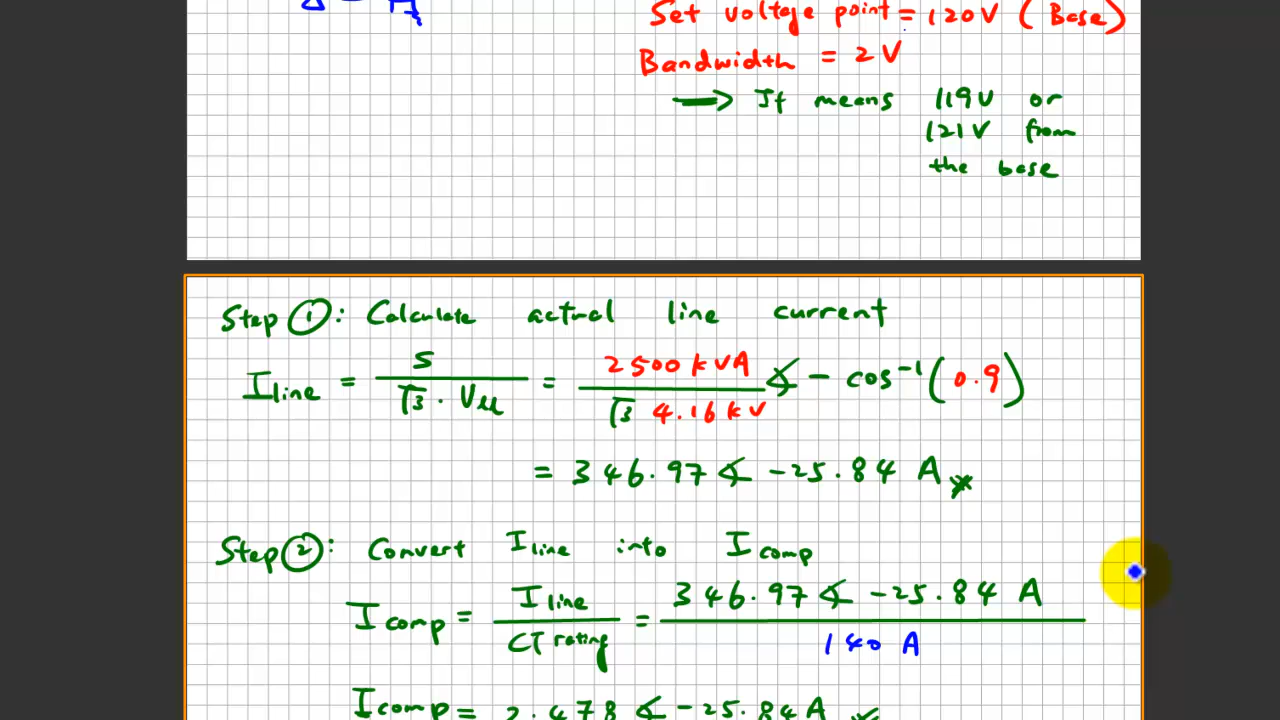 Set voltage point = 120V (Base)
Bandwidth = 2V
→ It means 119V or
121V from
the base
Step ①: Calculate actual line current
Iline = S / √3 · Vll = 2500 kVA / √3 4.16 kV ∡ - cos⁻¹ (0.9)
= 346.97 ∡ -25.84 A *
Step ②: Convert Iline into Icomp
Icomp = Iline / CT rating = 346.97 ∡ -25.84 A / 140 A
Icomp = 2.478 ∡ -25.84 A *